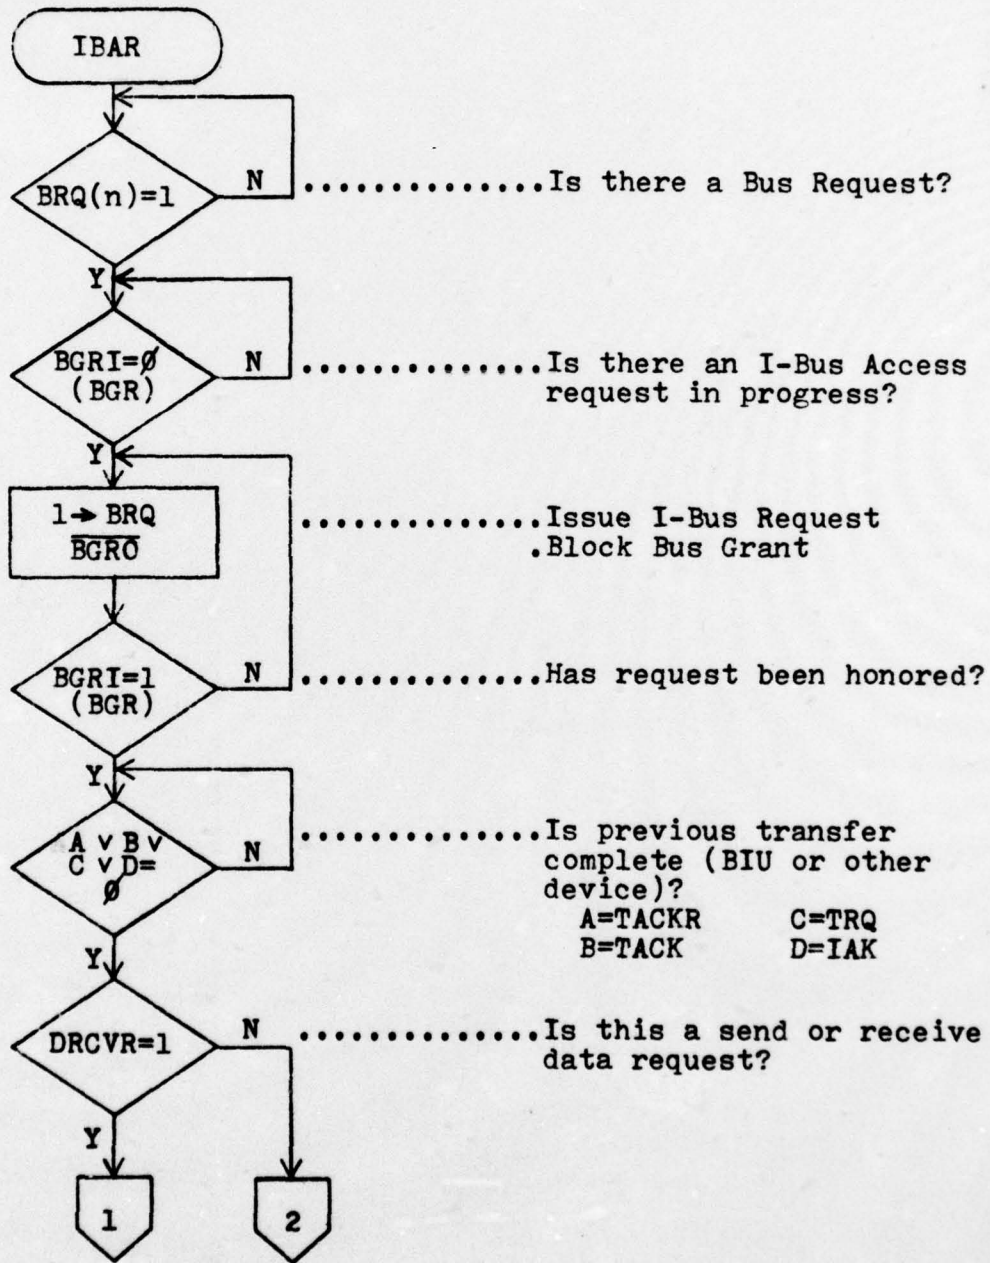 IBAR
BRQ(n)=1
N ..............Is there a Bus Request?
Y
BGRI=∅
(BGR)
N ..............Is there an I-Bus Access
request in progress?
Y
1→ BRQ
B̅G̅R̅O̅
..............Issue I-Bus Request
.Block Bus Grant
BGRI=1
(BGR)
N ..............Has request been honored?
Y
A v B v
C v D=
∅
N ..............Is previous transfer
complete (BIU or other
device)?
A=TACKR C=TRQ
B=TACK D=IAK
Y
DRCVR=1
N ..............Is this a send or receive
data request?
Y
1
2